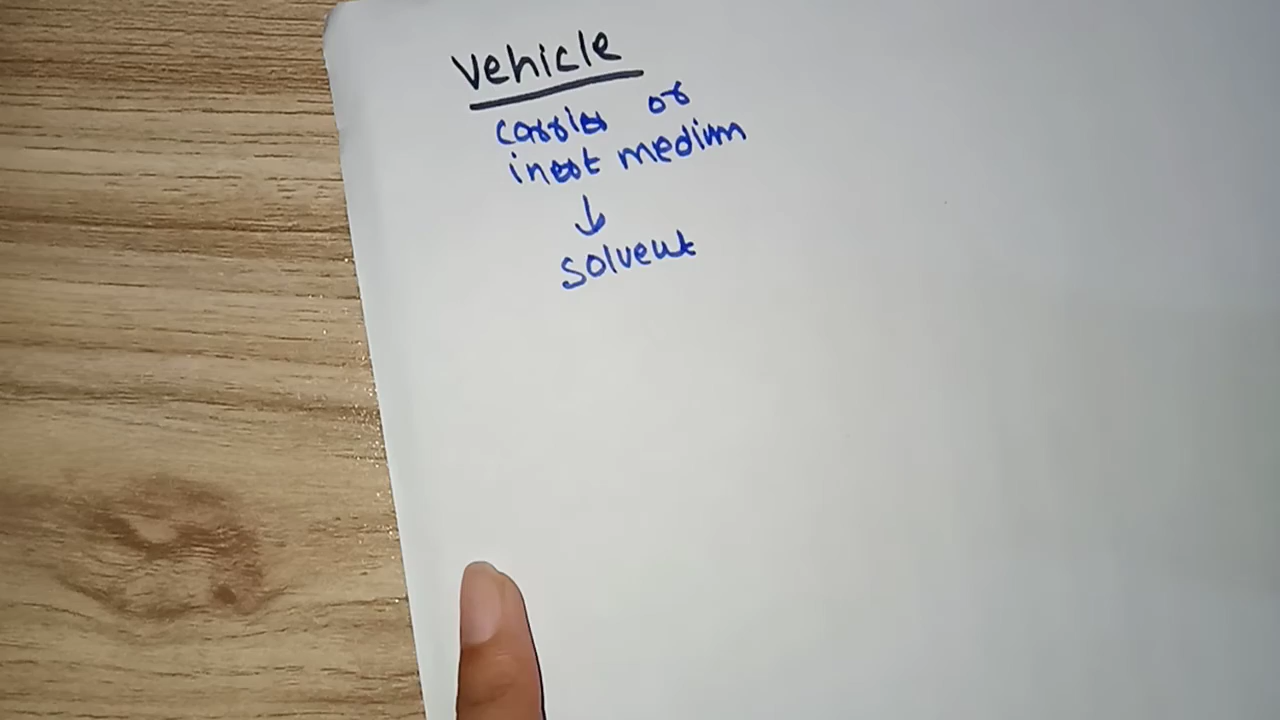 Vehicle
carrier or
inert medium
↓
solvent